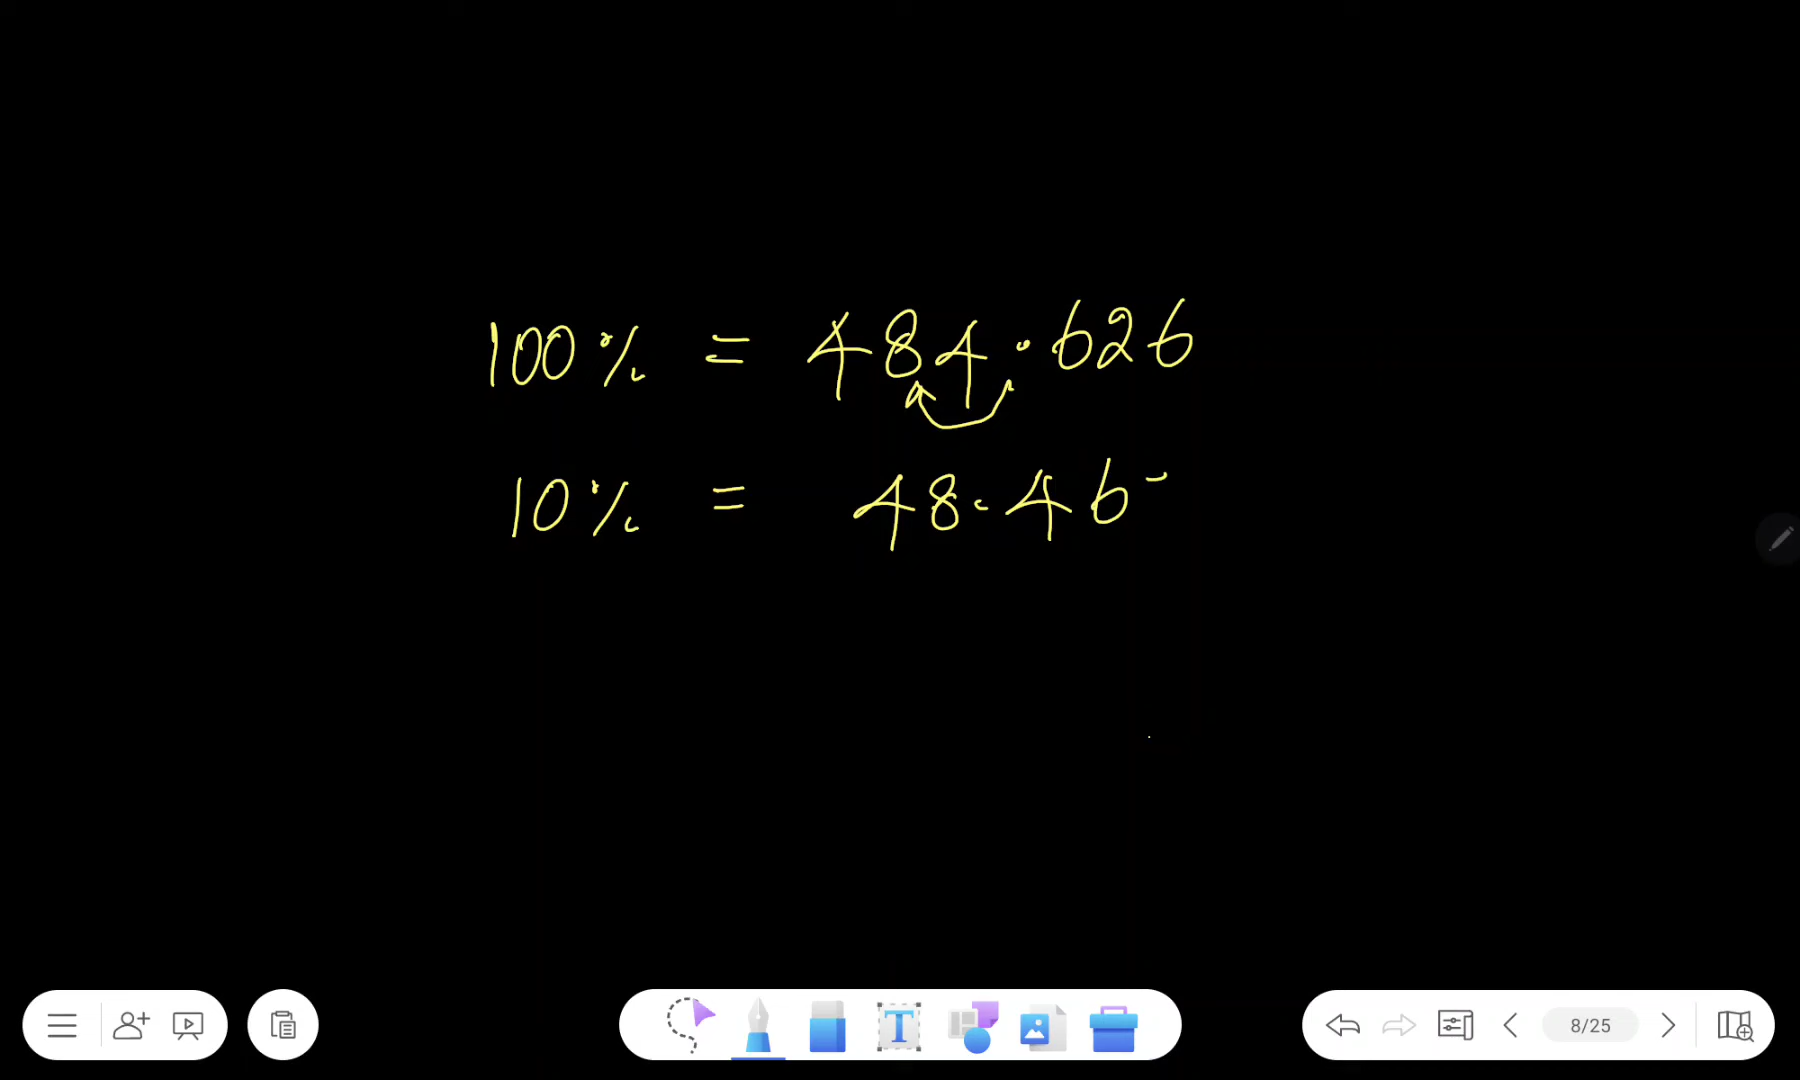 100% = 484.626
10% = 48.46
T
8/25